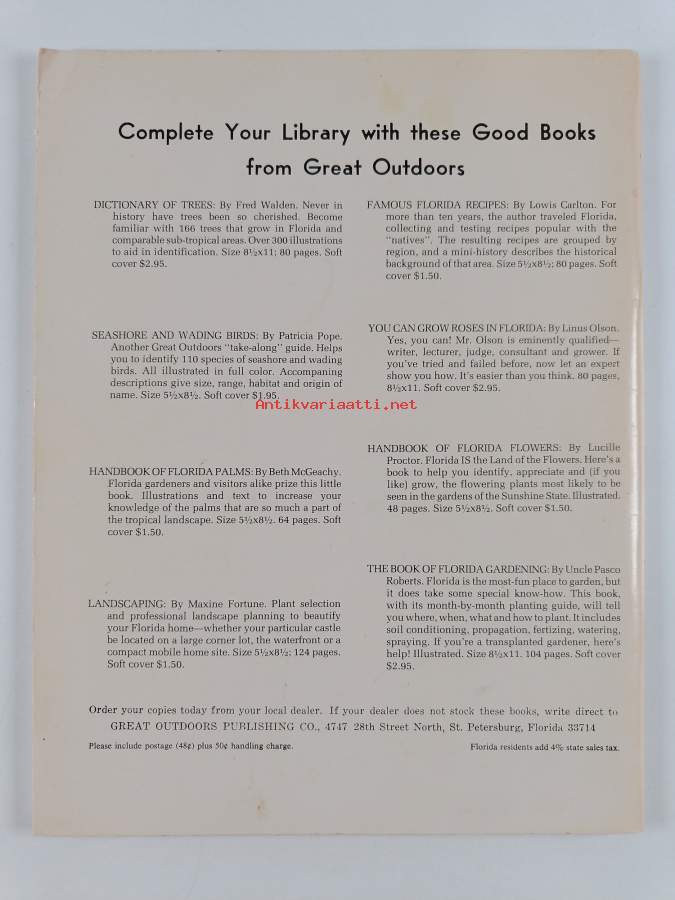 Complete Your Library with these Good Books
from Great Outdoors
DICTIONARY OF TREES: By Fred Walden. Never in
history have trees been so cherished. Become
familiar with 166 trees that grow in Florida and
comparable sub-tropical areas. Over 300 illustrations
to aid in identification. Size 8½x11; 80 pages. Soft
cover $2.95.
SEASHORE AND WADING BIRDS: By Patricia Pope.
Another Great Outdoors "take-along" guide. Helps
you to identify 110 species of seashore and wading
birds. All illustrated in full color. Accompaning
descriptions give size, range, habitat and origin of
name. Size 5½x8½. Soft cover $1.95.
HANDBOOK OF FLORIDA PALMS: By Beth McGeachy.
Florida gardeners and visitors alike prize this little
book. Illustrations and text to increase your
knowledge of the palms that are so much a part of
the tropical landscape. Size 5½x8½. 64 pages. Soft
cover $1.50.
LANDSCAPING: By Maxine Fortune. Plant selection
and professional landscape planning to beautify
your Florida home—whether your particular castle
be located on a large corner lot, the waterfront or a
compact mobile home site. Size 5½x8½; 124 pages.
Soft cover $1.50.
FAMOUS FLORIDA RECIPES: By Lowis Carlton. For
more than ten years, the author traveled Florida,
collecting and testing recipes popular with the
"natives". The resulting recipes are grouped by
region, and a mini-history describes the historical
background of that area. Size 5½x8½; 80 pages. Soft
cover $1.50.
YOU CAN GROW ROSES IN FLORIDA: By Linus Olson.
Yes, you can! Mr. Olson is eminently qualified—
writer, lecturer, judge, consultant and grower. If
you've tried and failed before, now let an expert
show you how. It's easier than you think. 80 pages,
8½x11. Soft cover $2.95.
HANDBOOK OF FLORIDA FLOWERS: By Lucille
Proctor. Florida IS the Land of the Flowers. Here's a
book to help you identify, appreciate and (if you
like) grow, the flowering plants most likely to be
seen in the gardens of the Sunshine State. Illustrated.
48 pages. Size 5½x8½. Soft cover $1.50.
THE BOOK OF FLORIDA GARDENING: By Uncle Pasco
Roberts. Florida is the most-fun place to garden, but
it does take some special know-how. This book,
with its month-by-month planting guide, will tell
you where, when, what and how to plant. It includes
soil conditioning, propagation, fertizing, watering,
spraying. If you're a transplanted gardener, here's
help! Illustrated. Size 8½x11. 104 pages. Soft cover
$2.95.
Order your copies today from your local dealer. If your dealer does not stock these books, write direct to
GREAT OUTDOORS PUBLISHING CO., 4747 28th Street North, St. Petersburg, Florida 33714
Please include postage (48¢) plus 50¢ handling charge.
Florida residents add 4% state sales tax.
Antikvariaatti.net